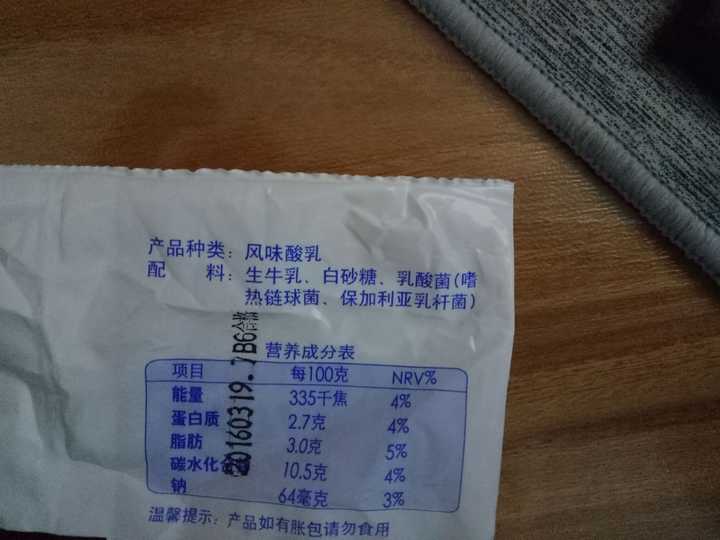 产品种类：风味酸乳
配 料：生牛乳、白砂糖、乳酸菌(嗜
热链球菌、保加利亚乳杆菌)
营养成分表
项目 每100克 NRV%
能量 335千焦 4%
蛋白质 2.7克 4%
脂肪 3.0克 5%
碳水化合物 10.5克 4%
钠 64毫克 3%
温馨提示：产品如有胀包请勿食用
20160319.7B6合格